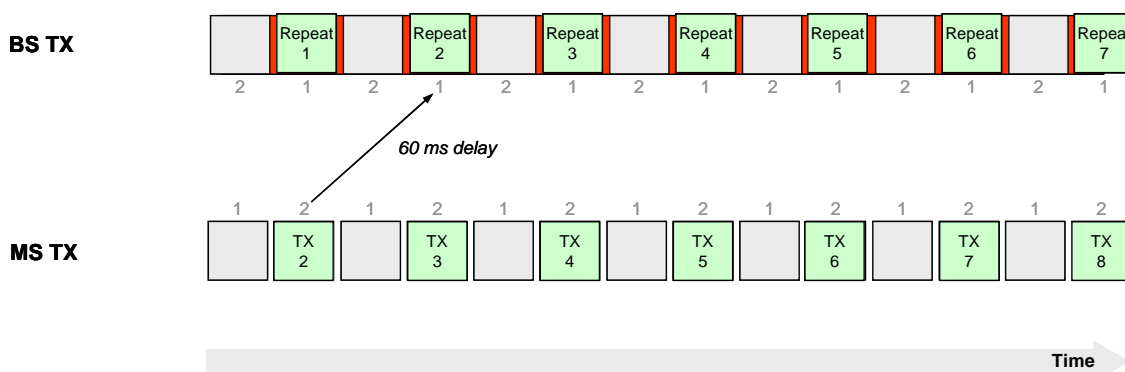 BS TX
Repeat 1 Repeat 2 Repeat 3 Repeat 4 Repeat 5 Repeat 6 Repea 7
2 1 2 1 2 1 2 1 2 1 2 1 2 1
60 ms delay
1 2 1 2 1 2 1 2 1 2 1 2 1 2
MS TX
TX 2 TX 3 TX 4 TX 5 TX 6 TX 7 TX 8
Time